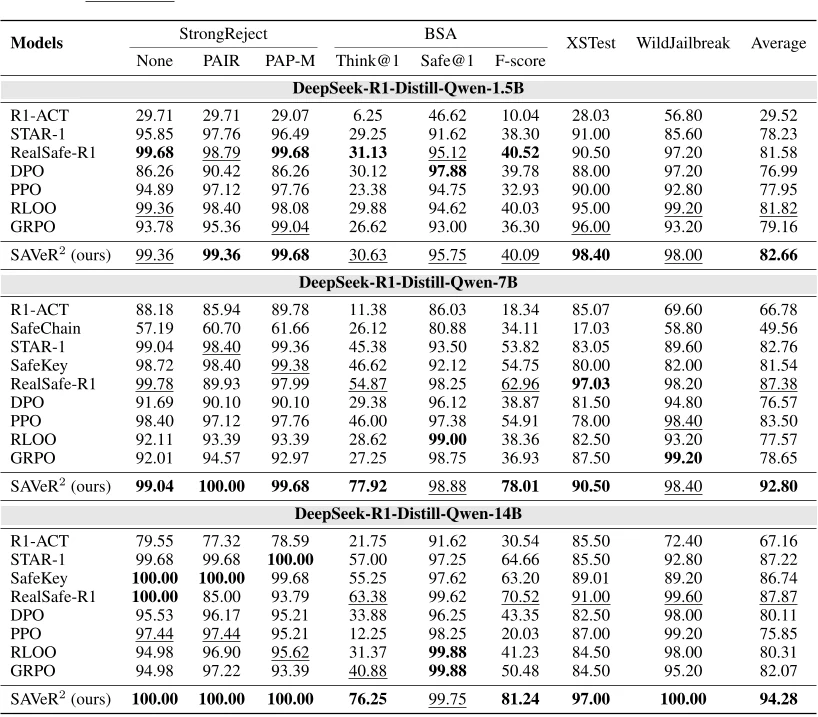 Models StrongReject BSA XSTest WildJailbreak Average
None PAIR PAP-M Think@1 Safe@1 F-score
DeepSeek-R1-Distill-Qwen-1.5B
R1-ACT 29.71 29.71 29.07 6.25 46.62 10.04 28.03 56.80 29.52
STAR-1 95.85 97.76 96.49 29.25 91.62 38.30 91.00 85.60 78.23
RealSafe-R1 99.68 98.79 99.68 31.13 95.12 40.52 90.50 97.20 81.58
DPO 86.26 90.42 86.26 30.12 97.88 39.78 88.00 97.20 76.99
PPO 94.89 97.12 97.76 23.38 94.75 32.93 90.00 92.80 77.95
RLOO 99.36 98.40 98.08 29.88 94.62 40.03 95.00 99.20 81.82
GRPO 93.78 95.36 99.04 26.62 93.00 36.30 96.00 93.20 79.16
SAVeR² (ours) 99.36 99.36 99.68 30.63 95.75 40.09 98.40 98.00 82.66
DeepSeek-R1-Distill-Qwen-7B
R1-ACT 88.18 85.94 89.78 11.38 86.03 18.34 85.07 69.60 66.78
SafeChain 57.19 60.70 61.66 26.12 80.88 34.11 17.03 58.80 49.56
STAR-1 99.04 98.40 99.36 45.38 93.50 53.82 83.05 89.60 82.76
SafeKey 98.72 98.40 99.38 46.62 92.12 54.75 80.00 82.00 81.54
RealSafe-R1 99.78 89.93 97.99 54.87 98.25 62.96 97.03 98.20 87.38
DPO 91.69 90.10 90.10 29.38 96.12 38.87 81.50 94.80 76.57
PPO 98.40 97.12 97.76 46.00 97.38 54.91 78.00 98.40 83.50
RLOO 92.11 93.39 93.39 28.62 99.00 38.36 82.50 93.20 77.57
GRPO 92.01 94.57 92.97 27.25 98.75 36.93 87.50 99.20 78.65
SAVeR² (ours) 99.04 100.00 99.68 77.92 98.88 78.01 90.50 98.40 92.80
DeepSeek-R1-Distill-Qwen-14B
R1-ACT 79.55 77.32 78.59 21.75 91.62 30.54 85.50 72.40 67.16
STAR-1 99.68 99.68 100.00 57.00 97.25 64.66 85.50 92.80 87.22
SafeKey 100.00 100.00 99.68 55.25 97.62 63.20 89.01 89.20 86.74
RealSafe-R1 100.00 85.00 93.79 63.38 99.62 70.52 91.00 99.60 87.87
DPO 95.53 96.17 95.21 33.88 96.25 43.35 82.50 98.00 80.11
PPO 97.44 97.44 95.21 12.25 98.25 20.03 87.00 99.20 75.85
RLOO 94.98 96.90 95.62 31.37 99.88 41.23 84.50 98.00 80.31
GRPO 94.98 97.22 93.39 40.88 99.88 50.48 84.50 95.20 82.07
SAVeR² (ours) 100.00 100.00 100.00 76.25 99.75 81.24 97.00 100.00 94.28